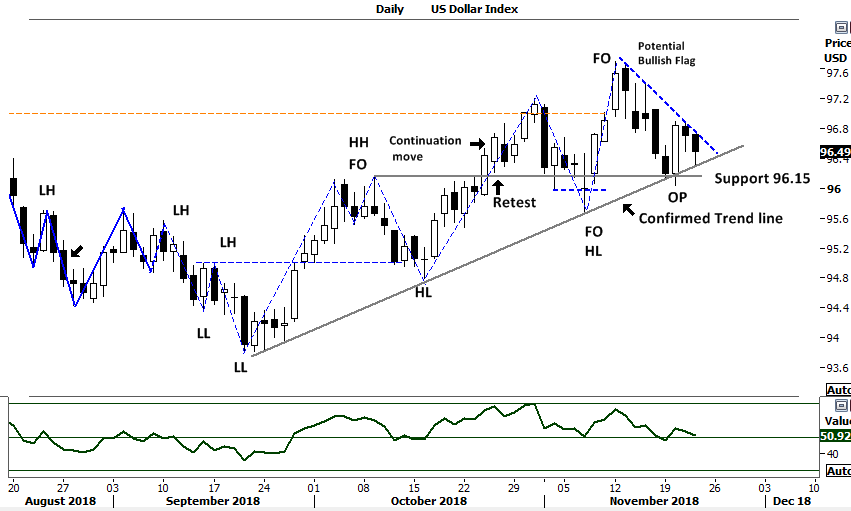 Daily US Dollar Index
Price
USD
97.6
97.2
96.8
96.49
96
95.6
95.2
94.8
94.4
94
93.6
Auto
FO
Potential
Bullish Flag
HH
FO
Continuation
move
LH
LH
LH
Retest
Support 96.15
OP
Confirmed Trend line
FO
HL
HL
LL
LL
Value
50.92
40
Auto
20 27 03 10 17 24 01 08 15 22 29 05 12 19 26 03 10
August 2018 September 2018 October 2018 November 2018 Dec 18